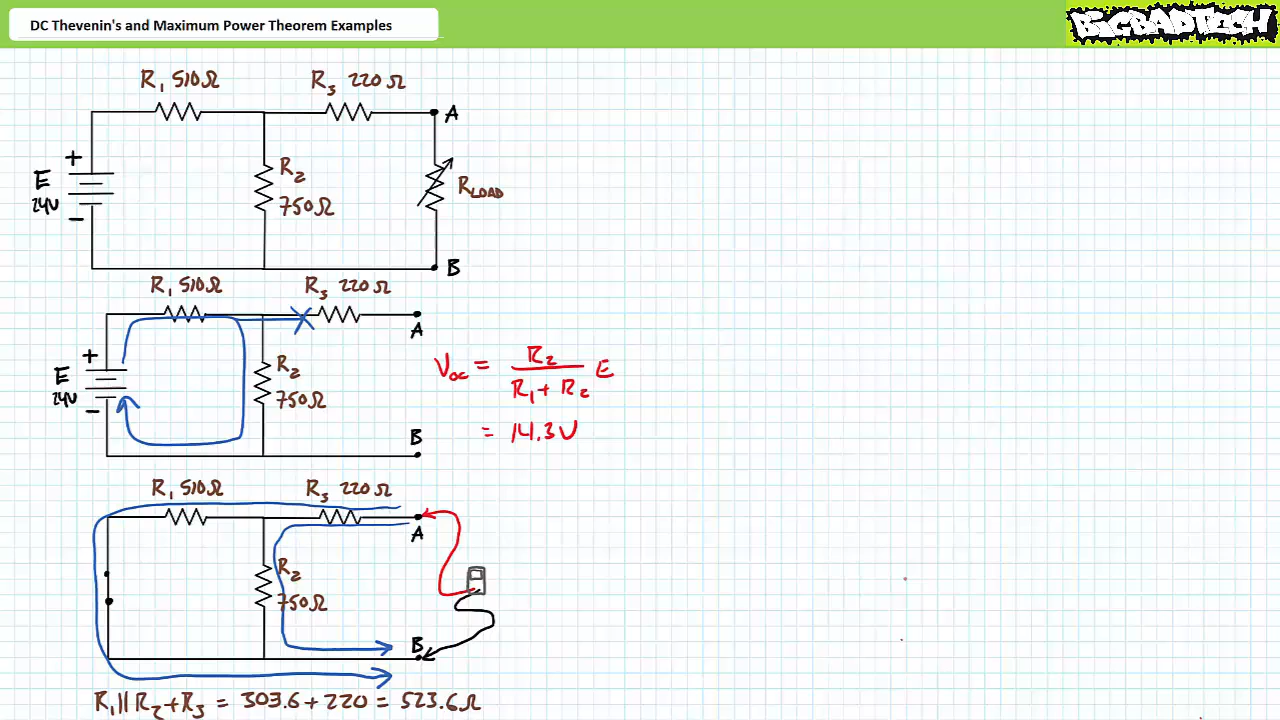 DC Thevenin's and Maximum Power Theorem Examples
BIGBADTECH
R₁ 510Ω
R₃ 220Ω
A
+
E
24V
−
R₂
750Ω
R_LOAD
B
R₁ 510Ω
R₃ 220Ω
A
+
E
24V
−
R₂
750Ω
B
V_OC = R₂ / (R₁ + R₂) E
= 14.3V
R₁ 510Ω
R₃ 220Ω
A
R₂
750Ω
B
R₁||R₂+R₃ = 303.6+220 = 523.6Ω